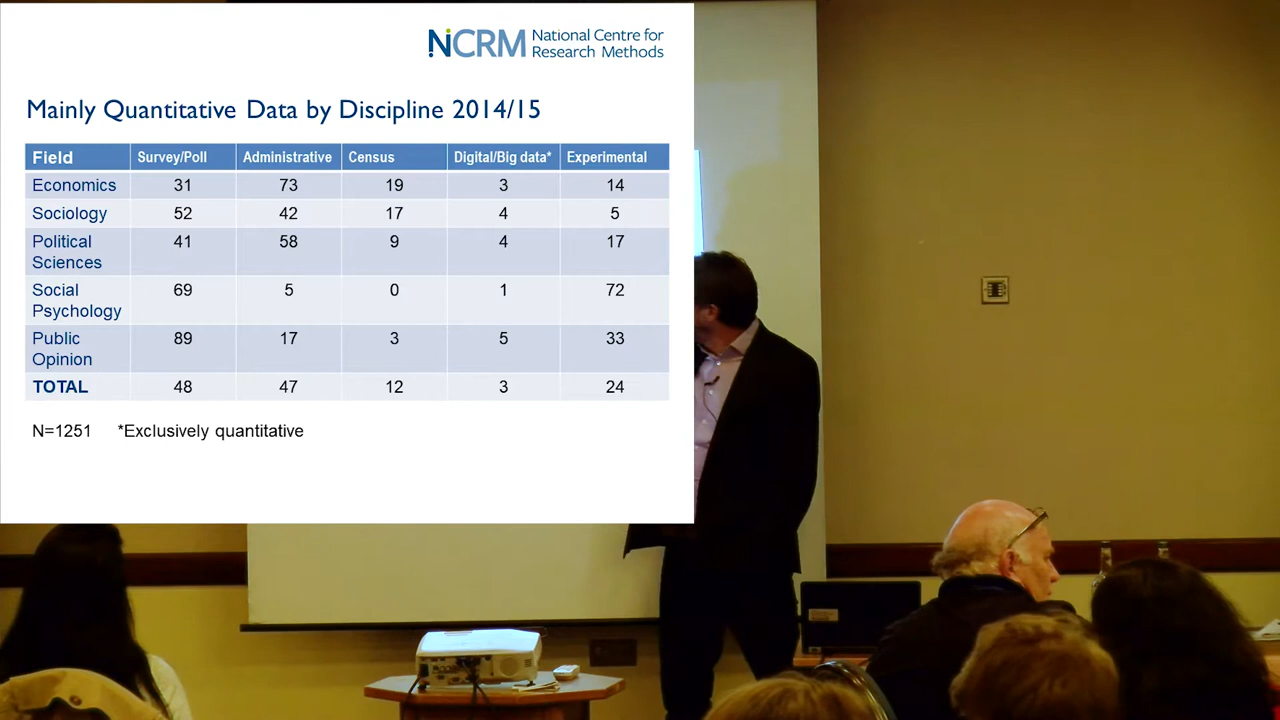 NCRM National Centre for
Research Methods
Mainly Quantitative Data by Discipline 2014/15
Field Survey/Poll Administrative Census Digital/Big data* Experimental
Economics 31 73 19 3 14
Sociology 52 42 17 4 5
Political 41 58 9 4 17
Sciences
Social 69 5 0 1 72
Psychology
Public 89 17 3 5 33
Opinion
TOTAL 48 47 12 3 24
N=1251 *Exclusively quantitative